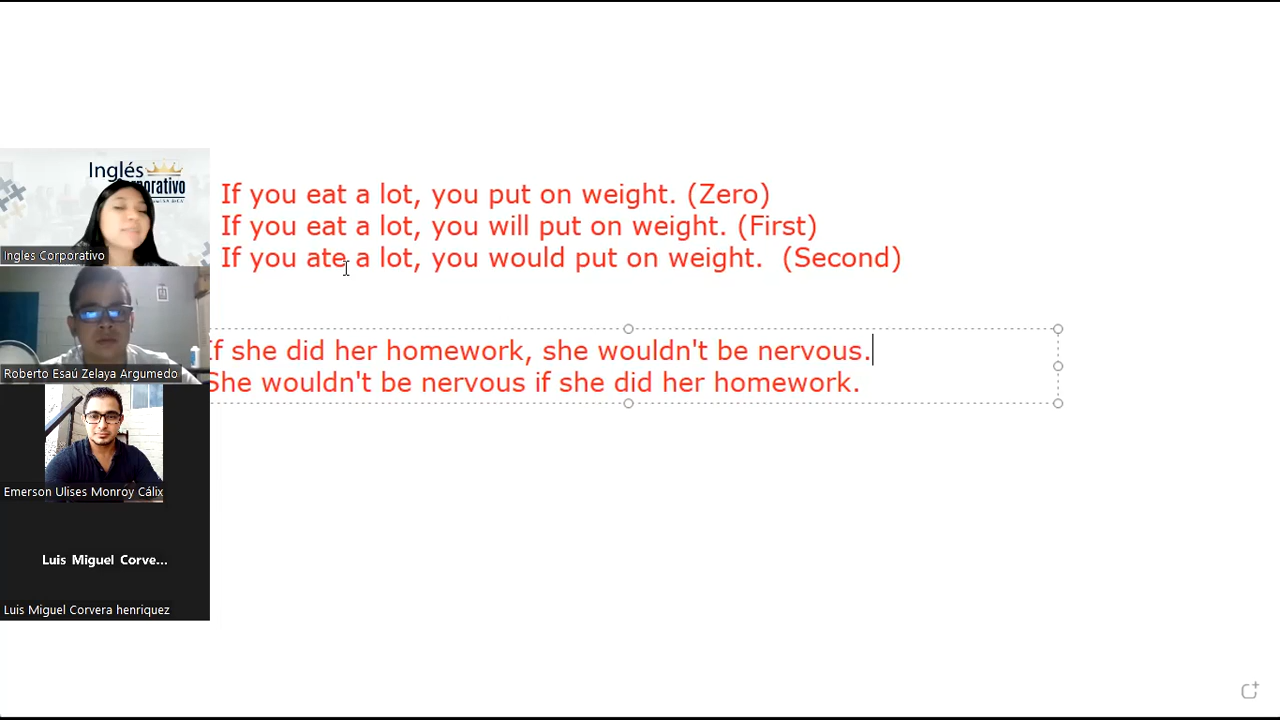 If you eat a lot, you put on weight. (Zero)
If you eat a lot, you will put on weight. (First)
If you ate a lot, you would put on weight.  (Second)
If she did her homework, she wouldn't be nervous.
She wouldn't be nervous if she did her homework.
Inglés
Ingles Corporativo
Roberto Esaú Zelaya Argumedo
Emerson Ulises Monroy Cálix
Luis Miguel Corve...
Luis Miguel Corvera henriquez